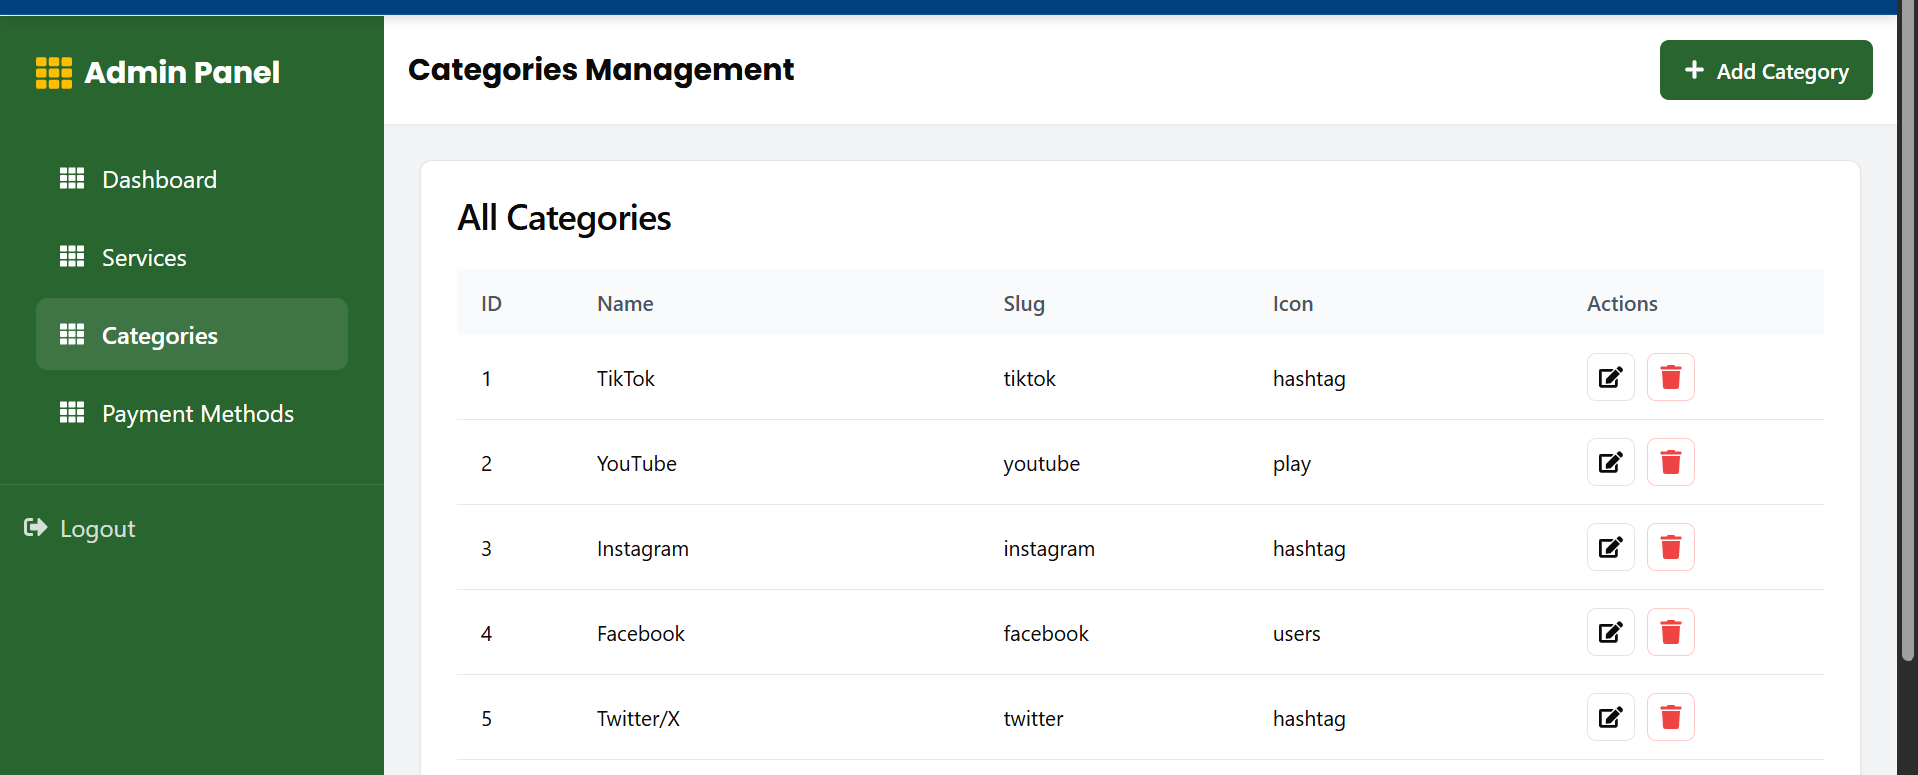 Admin Panel
Dashboard
Services
Categories
Payment Methods
Logout
Categories Management
Add Category
All Categories
ID Name Slug Icon Actions
1 TikTok tiktok hashtag
2 YouTube youtube play
3 Instagram instagram hashtag
4 Facebook facebook users
5 Twitter/X twitter hashtag